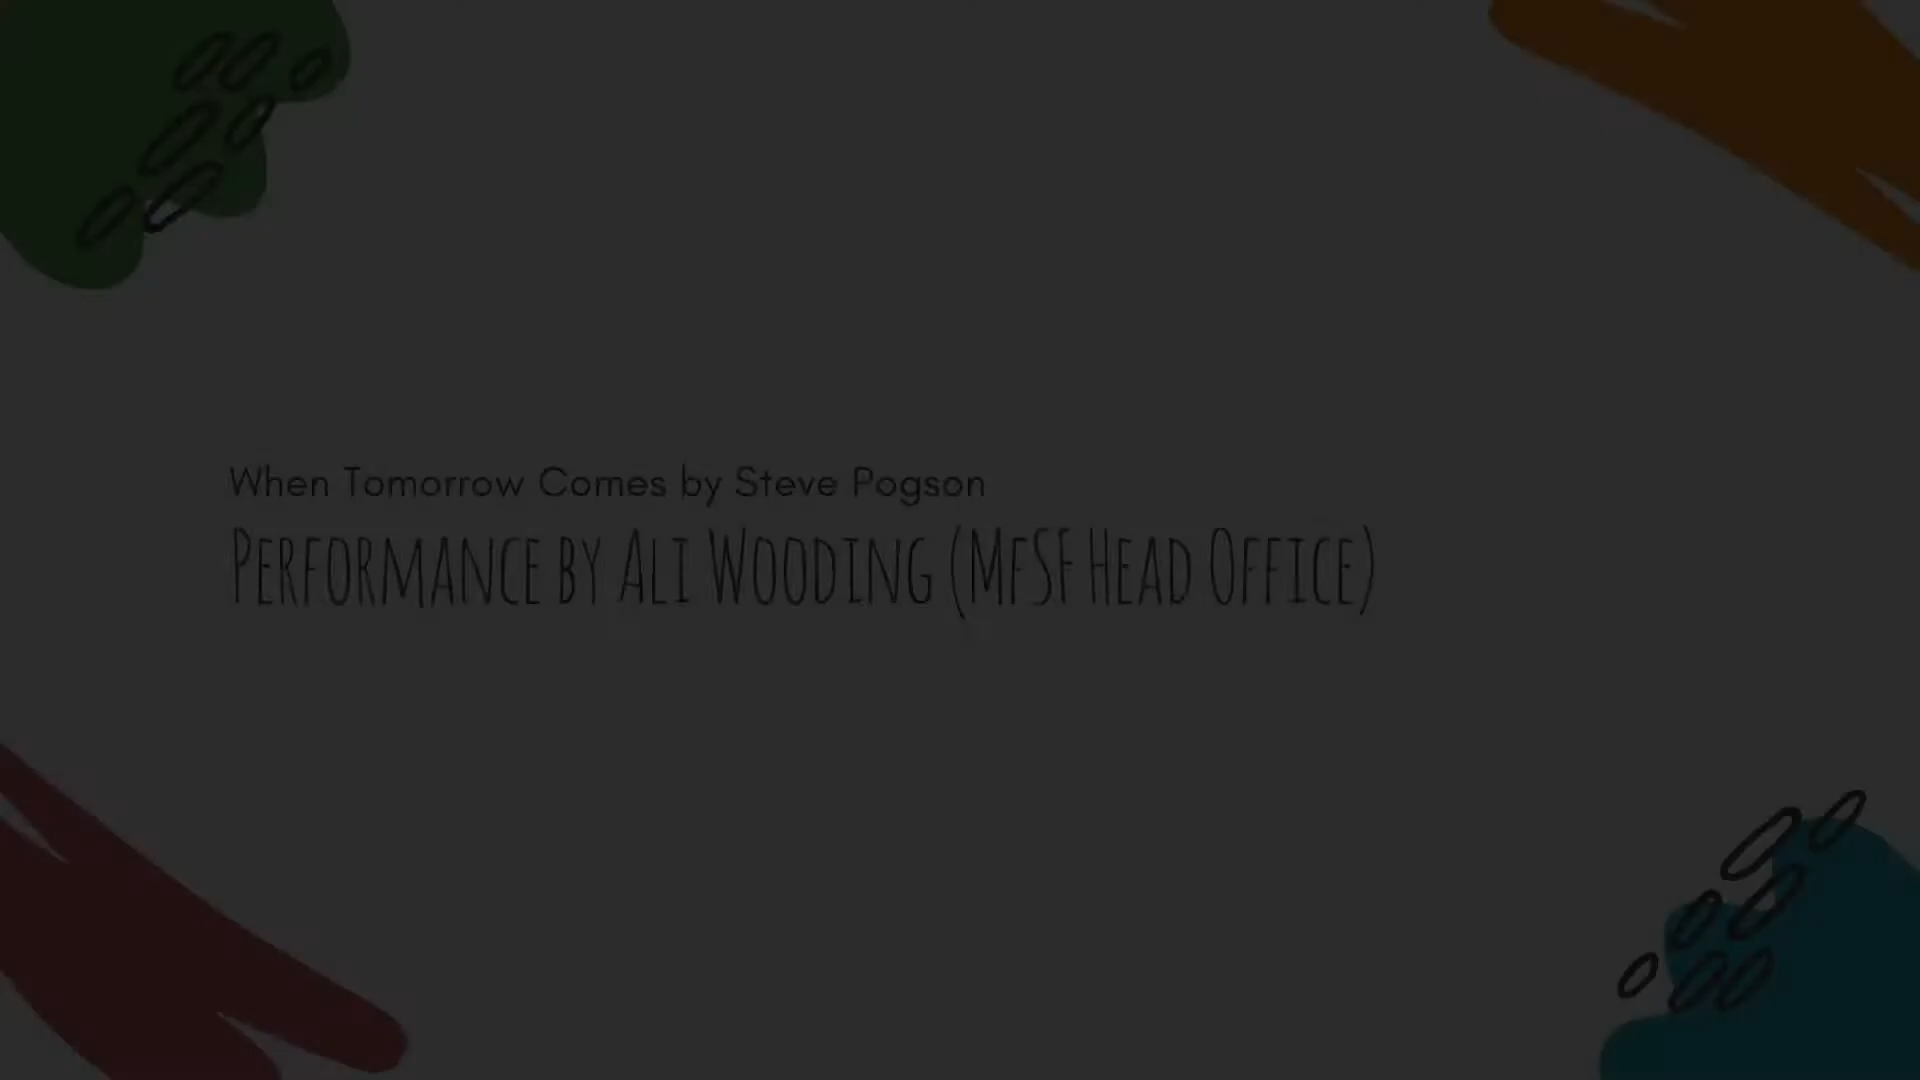 When Tomorrow Comes by Steve Pogson
Performance by Ali Wooding (MfSF Head Office)